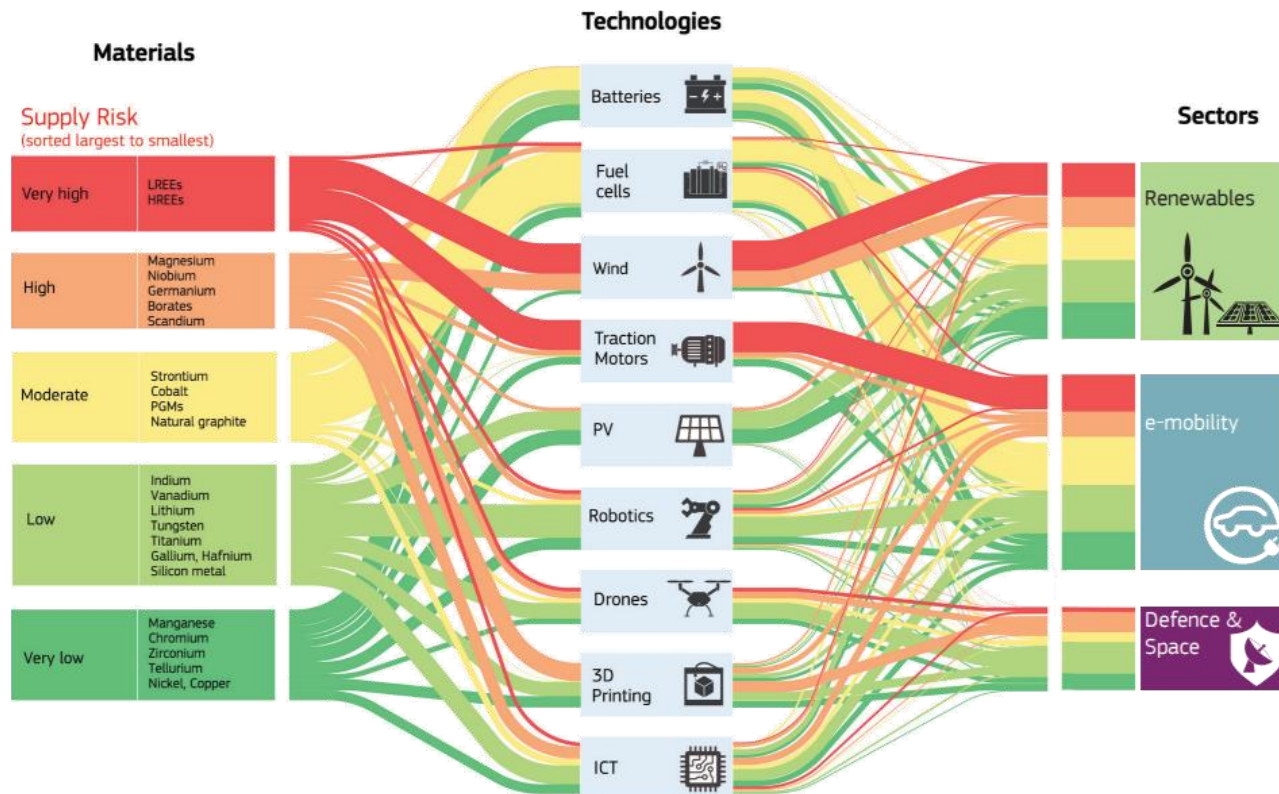 Technologies
Materials
Supply Risk
(sorted largest to smallest)
Very high
LREEs
HREEs
High
Magnesium
Niobium
Germanium
Borates
Scandium
Moderate
Strontium
Cobalt
PGMs
Natural graphite
Low
Indium
Vanadium
Lithium
Tungsten
Titanium
Gallium, Hafnium
Silicon metal
Very low
Manganese
Chromium
Zirconium
Tellurium
Nickel, Copper
Batteries
Fuel
cells
Wind
Traction
Motors
PV
Robotics
Drones
3D
Printing
ICT
Sectors
Renewables
e-mobility
Defence &
Space